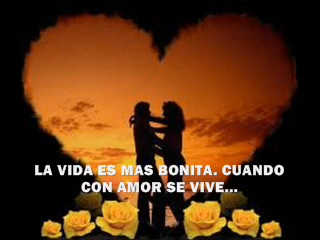 LA VIDA ES MAS BONITA. CUANDO
CON AMOR SE VIVE...